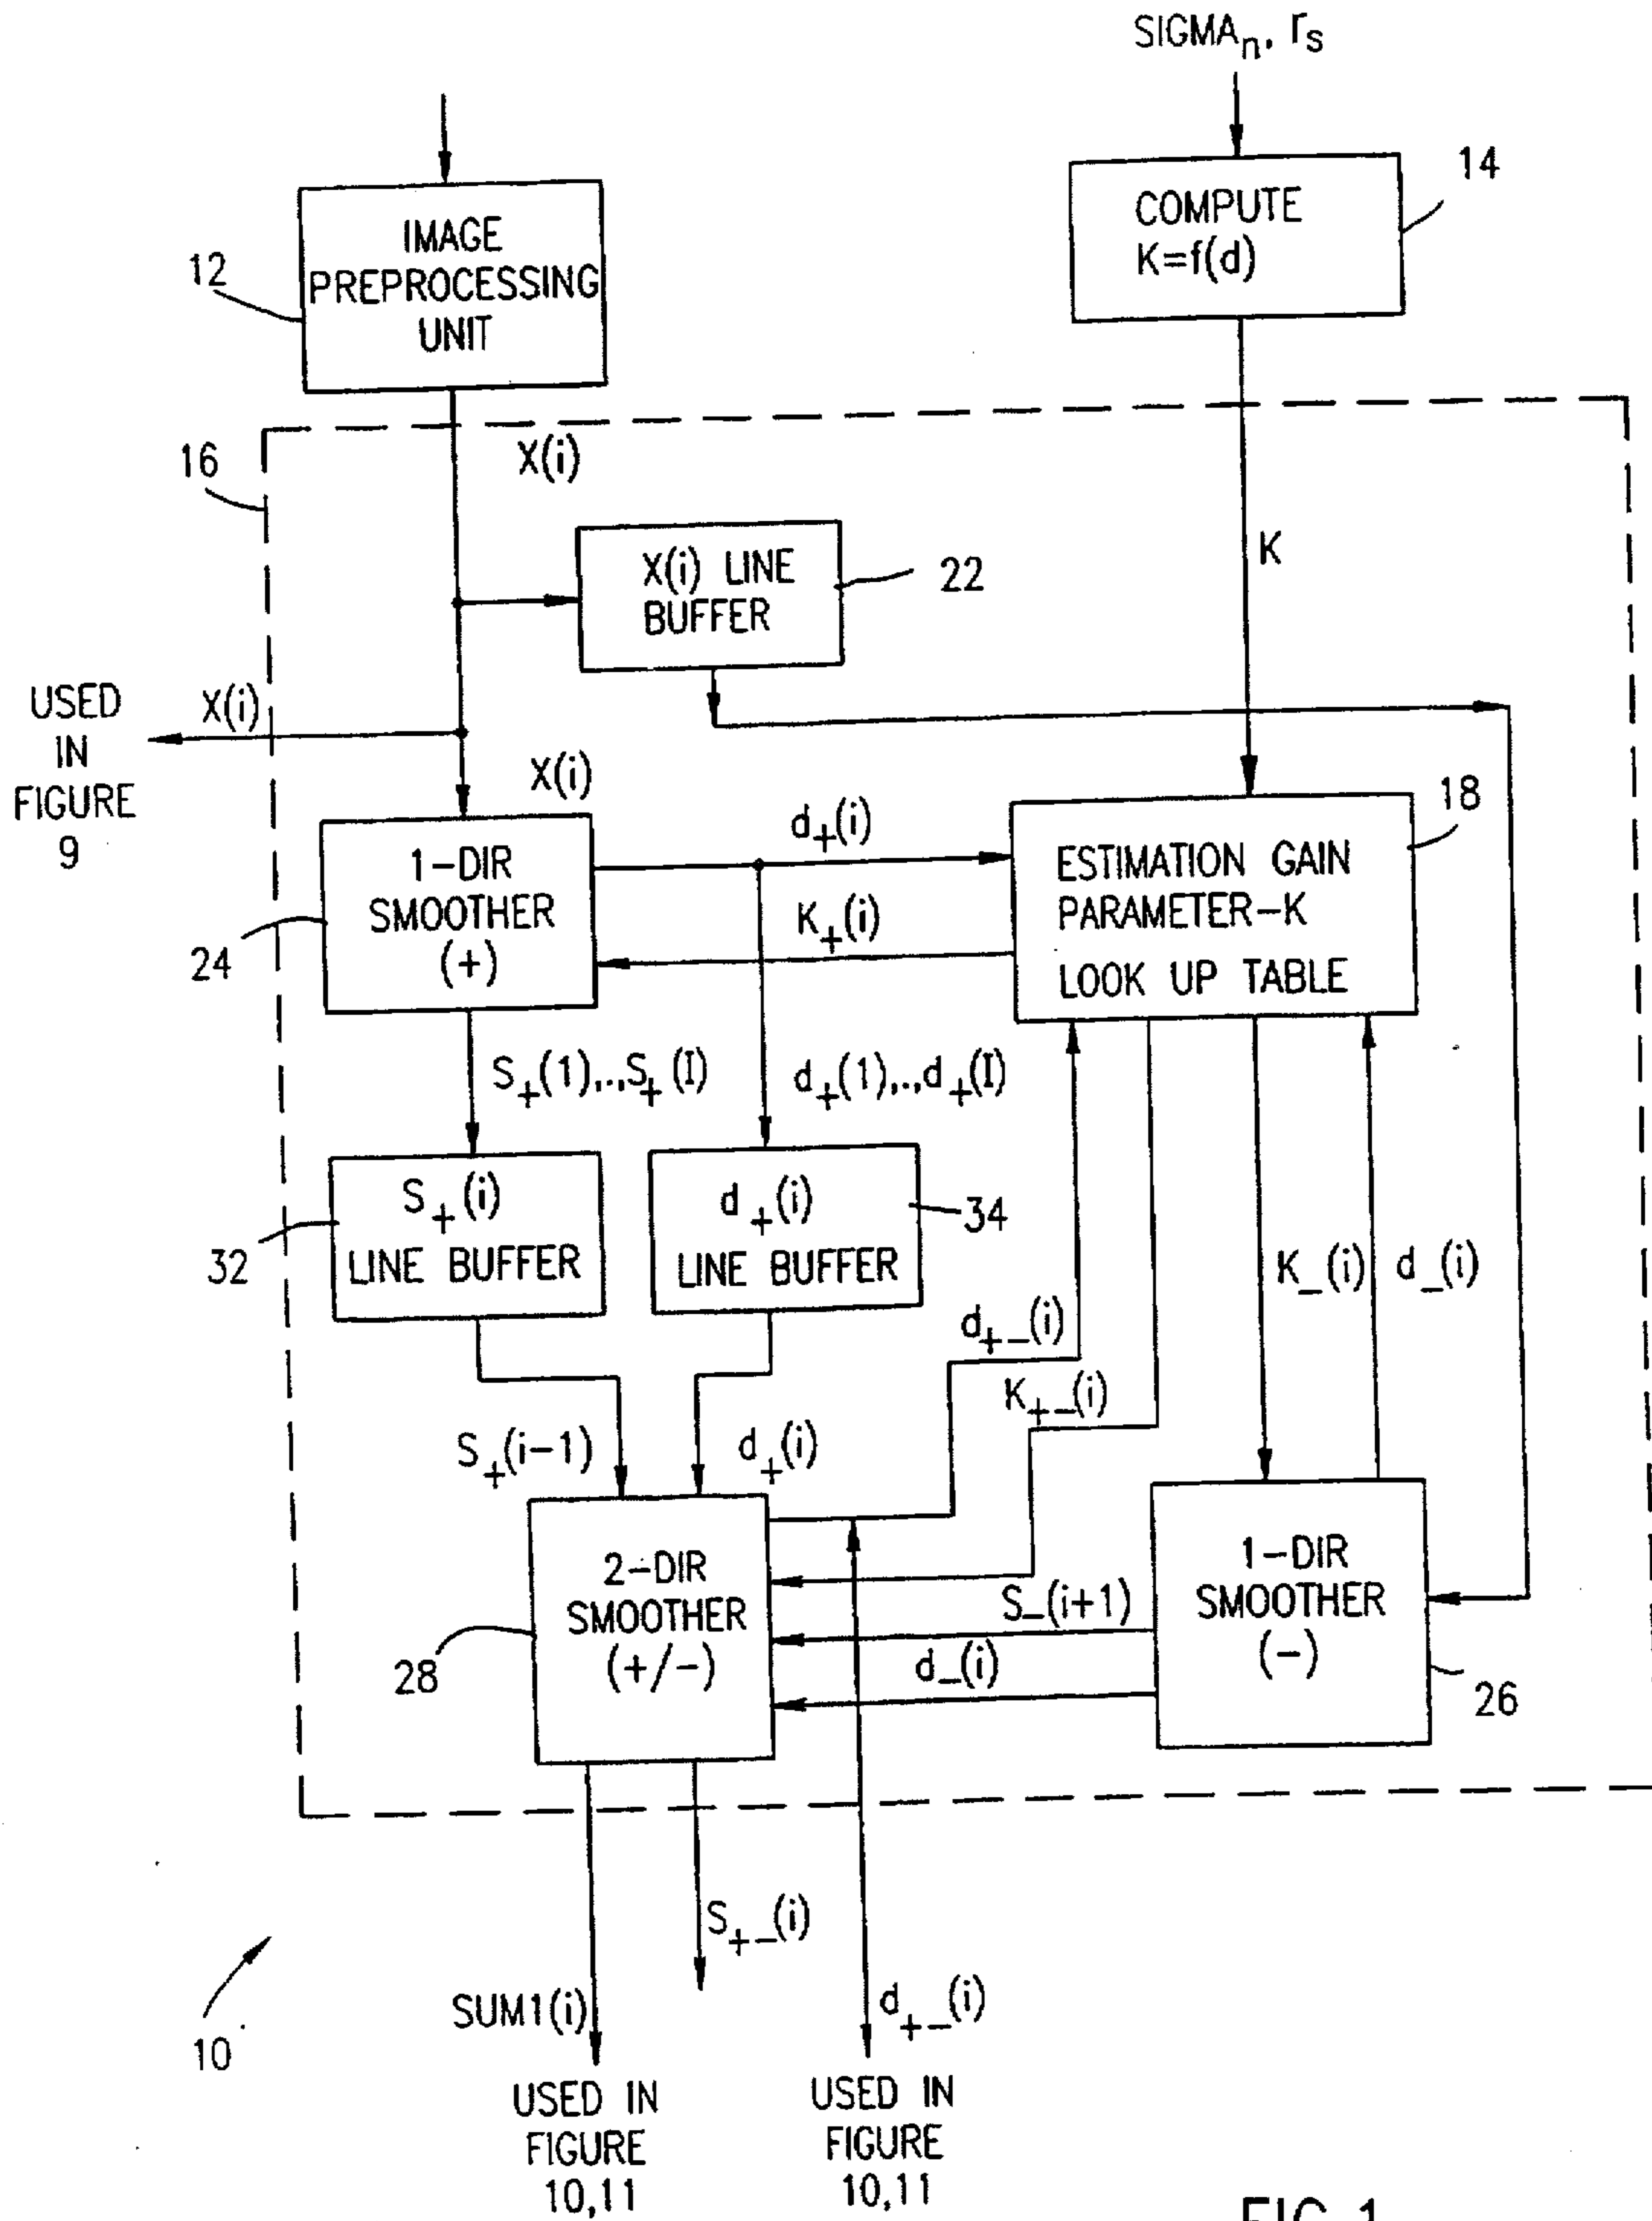 SIGMAn, rs
IMAGE
PREPROCESSING
UNIT
12
COMPUTE
K=f(d)
14
16
X(i)
X(i) LINE
BUFFER
22
K
USED
IN
FIGURE
9
X(i)
X(i)
1-DIR
SMOOTHER
(+)
24
d+(i)
K+(i)
ESTIMATION GAIN
PARAMETER-K
LOOK UP TABLE
18
S+(1),.,S+(I)
d+(1),.,d+(I)
S+(i)
LINE BUFFER
32
d+(i)
LINE BUFFER
34
K_(i)
d_(i)
d+-(i)
K+-(i)
S+(i-1)
d+(i)
2-DIR
SMOOTHER
(+/-)
28
S-(i+1)
d-(i)
1-DIR
SMOOTHER
(-)
26
S+-(i)
SUM1(i)
d+-(i)
10
USED IN
FIGURE
10,11
USED IN
FIGURE
10,11
FIG.1